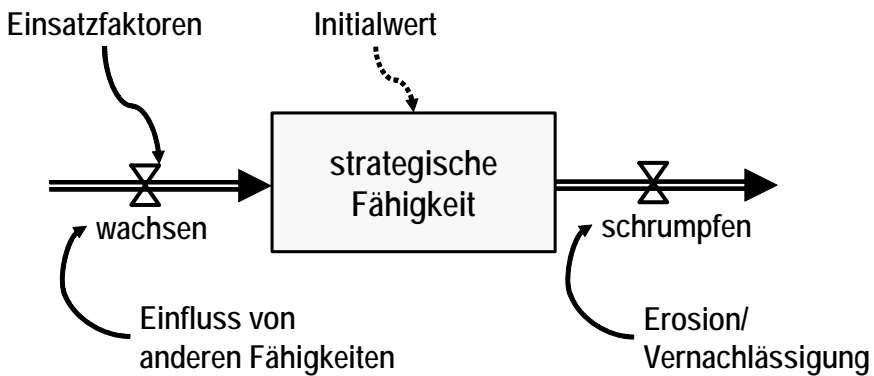 Einsatzfaktoren
Initialwert
strategische
Fähigkeit
wachsen
schrumpfen
Einfluss von
anderen Fähigkeiten
Erosion/
Vernachlässigung